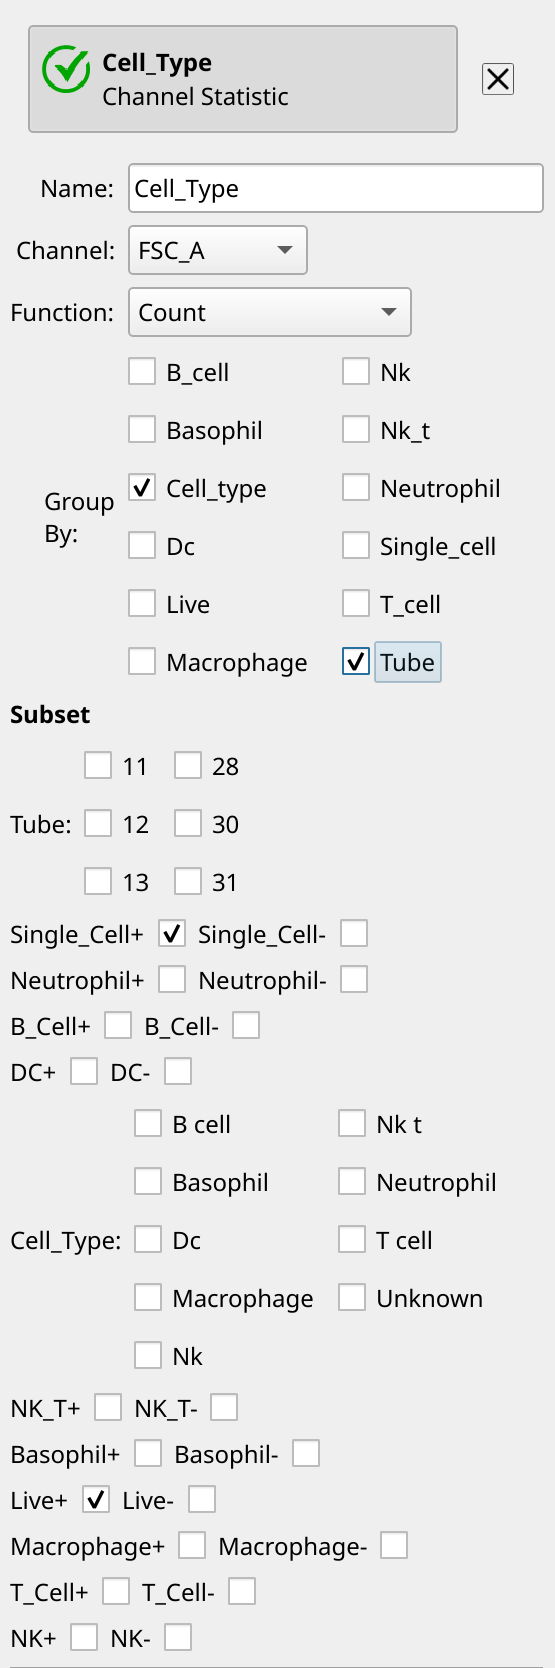 Cell_Type
Channel Statistic
Name: Cell_Type
Channel: FSC_A
Function: Count
B_cell Nk
Basophil Nk_t
Group By: Cell_type Neutrophil
Dc Single_cell
Live T_cell
Macrophage Tube
Subset
11 28
Tube: 12 30
13 31
Single_Cell+ Single_Cell-
Neutrophil+ Neutrophil-
B_Cell+ B_Cell-
DC+ DC-
B cell Nk t
Basophil Neutrophil
Cell_Type: Dc T cell
Macrophage Unknown
Nk
NK_T+ NK_T-
Basophil+ Basophil-
Live+ Live-
Macrophage+ Macrophage-
T_Cell+ T_Cell-
NK+ NK-